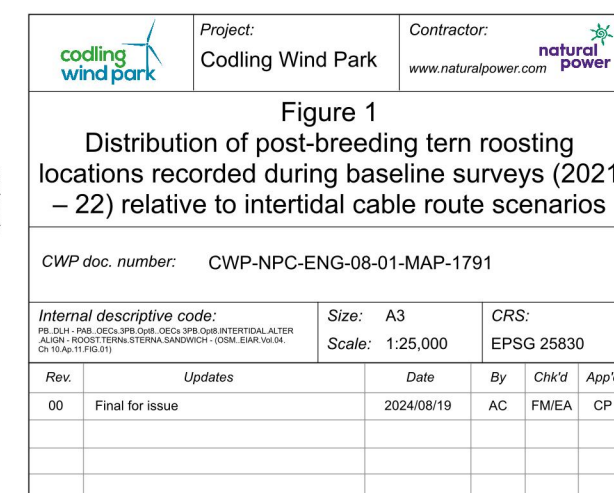 codling
wind park
Project:
Codling Wind Park
Contractor:
www.naturalpower.com
natural
power
Figure 1
Distribution of post-breeding tern roosting
locations recorded during baseline surveys (2021
– 22) relative to intertidal cable route scenarios
CWP doc. number: CWP-NPC-ENG-08-01-MAP-1791
Internal descriptive code:
PB..DLH - PAB..OECs.3PB.Opt8..OECs 3PB.Opt8.INTERTIDAL.ALTER
.ALIGN - ROOST.TERNs.STERNA.SANDWICH - (OSM..EIAR.Vol.04.
Ch 10.Ap.11.FIG.01)
Size: A3
Scale: 1:25,000
CRS:
EPSG 25830
Rev. Updates Date By Chk'd App'
00 Final for issue 2024/08/19 AC FM/EA CP